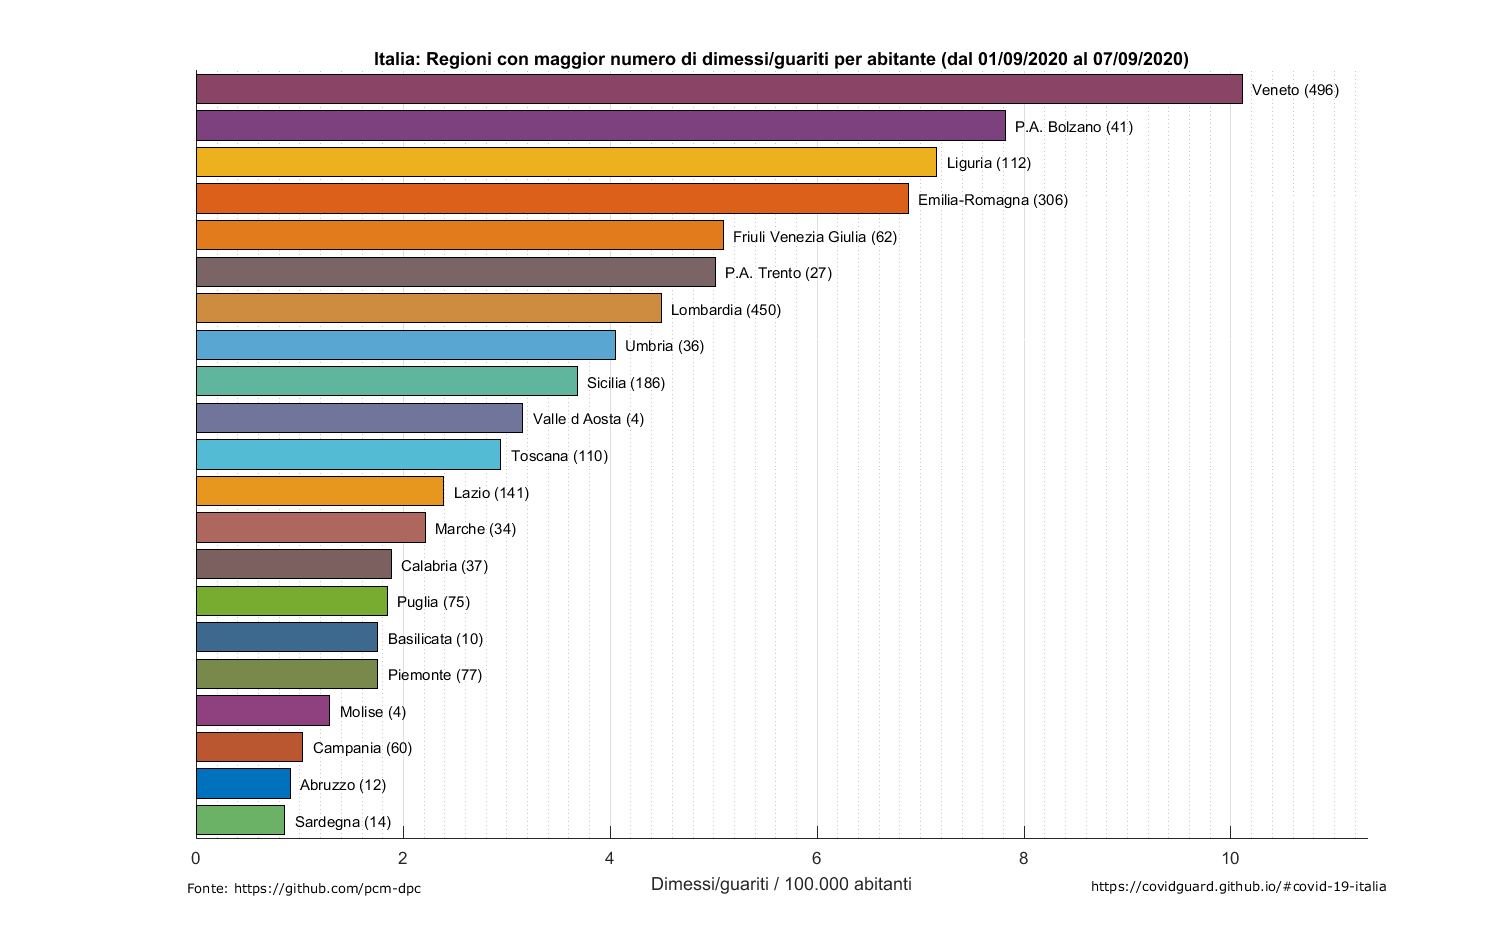 Italia: Regioni con maggior numero di dimessi/guariti per abitante (dal 01/09/2020 al 07/09/2020)
Veneto (496)
P.A. Bolzano (41)
Liguria (112)
Emilia-Romagna (306)
Friuli Venezia Giulia (62)
P.A. Trento (27)
Lombardia (450)
Umbria (36)
Sicilia (186)
Valle d Aosta (4)
Toscana (110)
Lazio (141)
Marche (34)
Calabria (37)
Puglia (75)
Basilicata (10)
Piemonte (77)
Molise (4)
Campania (60)
Abruzzo (12)
Sardegna (14)
0 2 4 6 8 10
Dimessi/guariti / 100.000 abitanti
Fonte: https://github.com/pcm-dpc
https://covidguard.github.io/#covid-19-italia